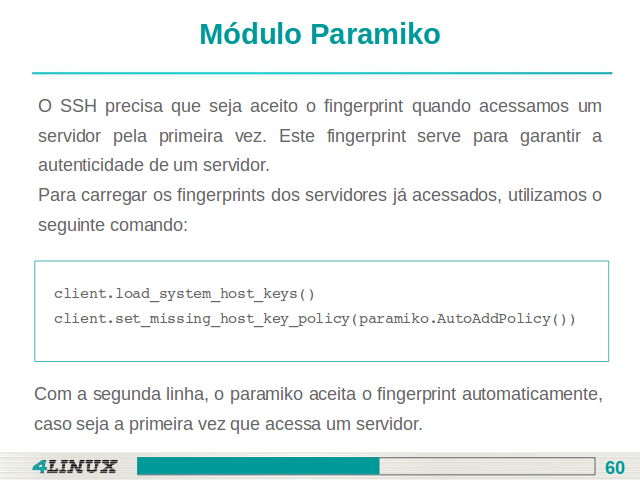 Módulo Paramiko
O SSH precisa que seja aceito o fingerprint quando acessamos um
servidor pela primeira vez. Este fingerprint serve para garantir a
autenticidade de um servidor.
Para carregar os fingerprints dos servidores já acessados, utilizamos o
seguinte comando:
client.load_system_host_keys()
client.set_missing_host_key_policy(paramiko.AutoAddPolicy())
Com a segunda linha, o paramiko aceita o fingerprint automaticamente,
caso seja a primeira vez que acessa um servidor.
4LINUX
60